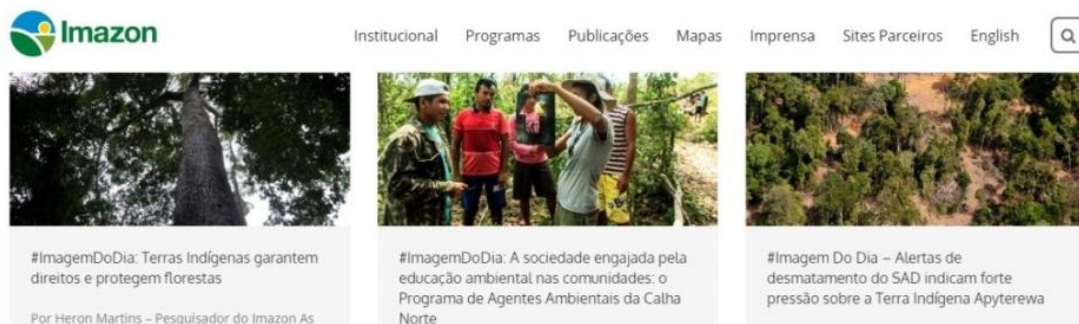 Imazon
Institucional Programas Publicações Mapas Imprensa Sites Parceiros English
#ImagemDoDia: Terras Indígenas garantem
direitos e protegem florestas
Por Heron Martins – Pesquisador do Imazon As
#ImagemDoDia: A sociedade engajada pela
educação ambiental nas comunidades: o
Programa de Agentes Ambientais da Calha
Norte
#Imagem Do Dia – Alertas de
desmatamento do SAD indicam forte
pressão sobre a Terra Indígena Apyterewa